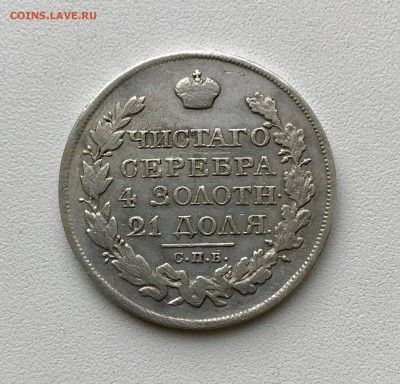 COINS.LAVE.RU
ЧИСТАГО
СЕРЕБРА
4 ЗОЛОТН.
21 ДОЛЯ.
С.П.Б.